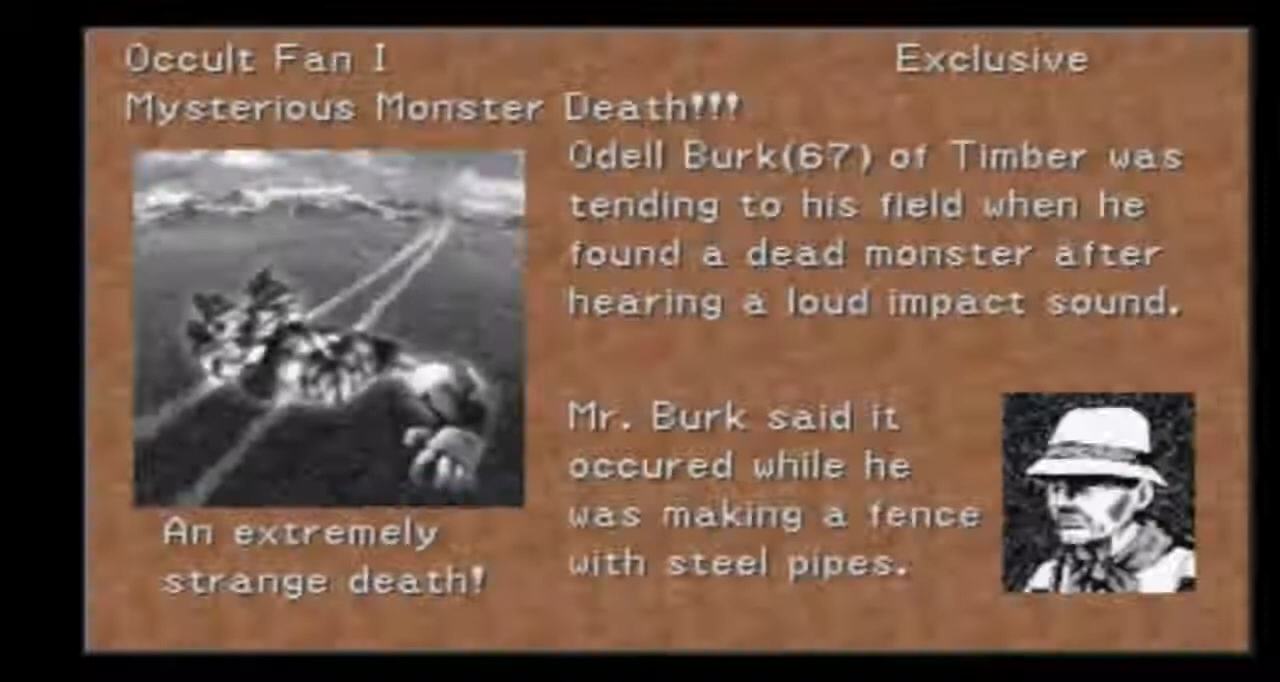 Occult Fan I
Exclusive
Mysterious Monster Death!!!
Odell Burk(67) of Timber was
tending to his field when he
found a dead monster after
hearing a loud impact sound.
Mr. Burk said it
occured while he
was making a fence
with steel pipes.
An extremely
strange death!